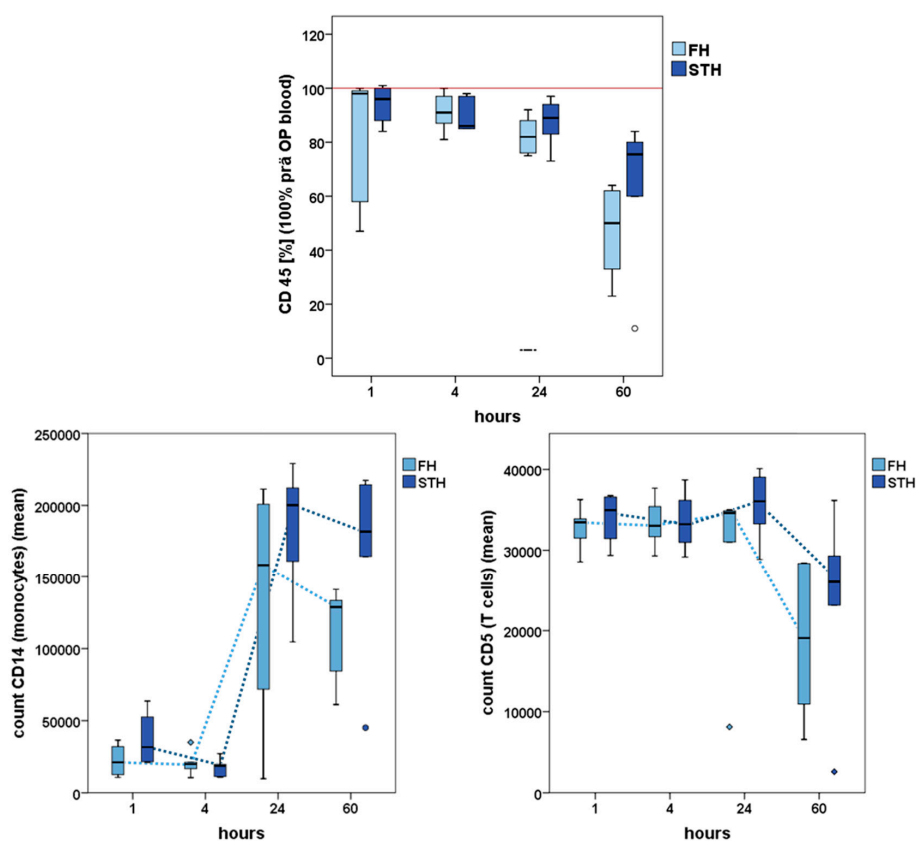 120
100
80
60
40
20
0
CD 45 [%] (100% prä OP blood)
1
4
24
60
hours
FH
STH
250000
200000
150000
100000
50000
0
count CD14 (monocytes) (mean)
1
4
24
60
hours
FH
STH
40000
30000
20000
10000
0
count CD5 (T cells) (mean)
1
4
24
60
hours
FH
STH